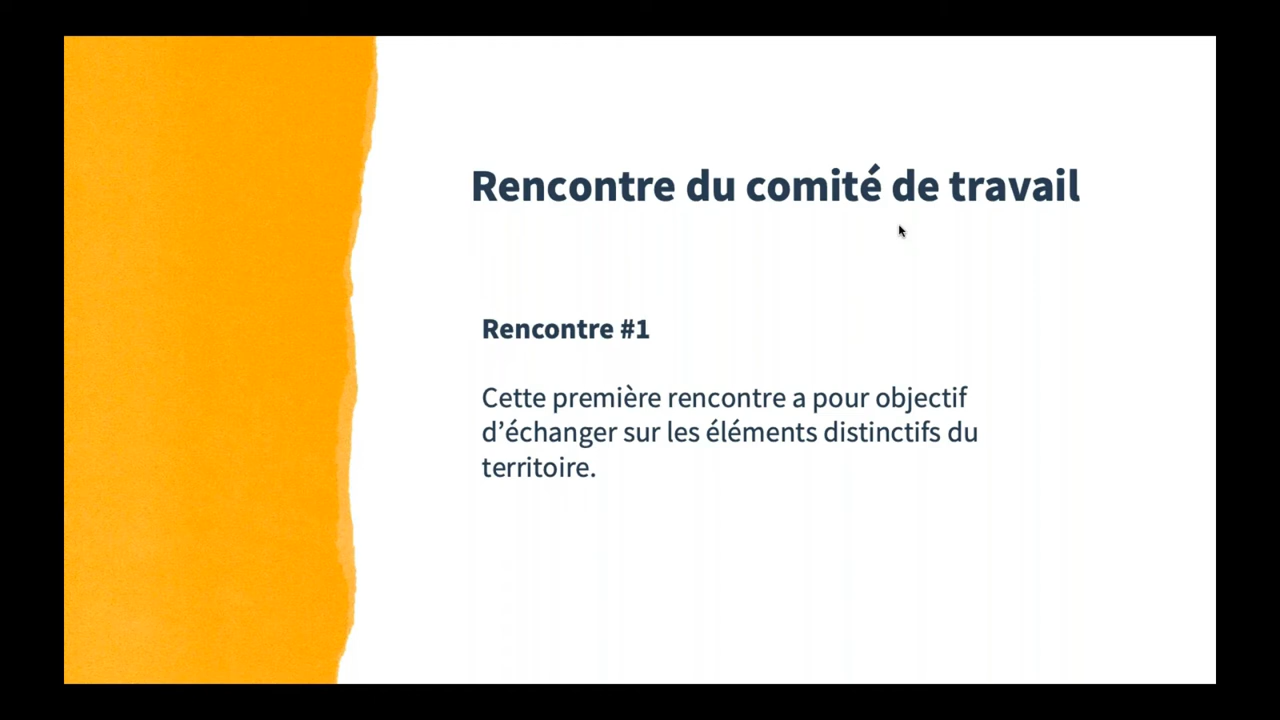 Rencontre du comité de travail
Rencontre #1
Cette première rencontre a pour objectif
d’échanger sur les éléments distinctifs du
territoire.